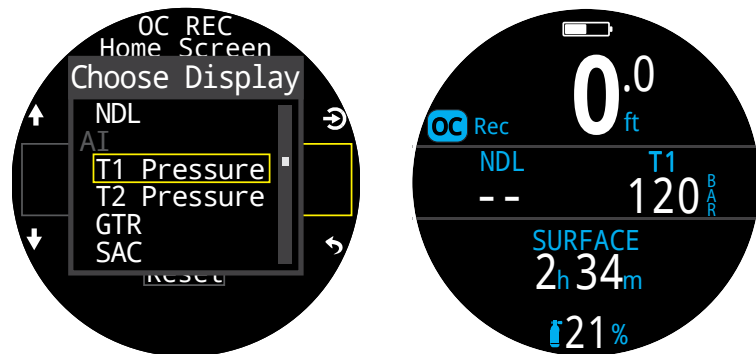 OC REC
Home Screen
Choose Display
NDL
AI
T1 Pressure
T2 Pressure
GTR
SAC
Reset
0.0
ft
OC Rec
NDL T1
-- 120 BAR
SURFACE
2h 34m
21%